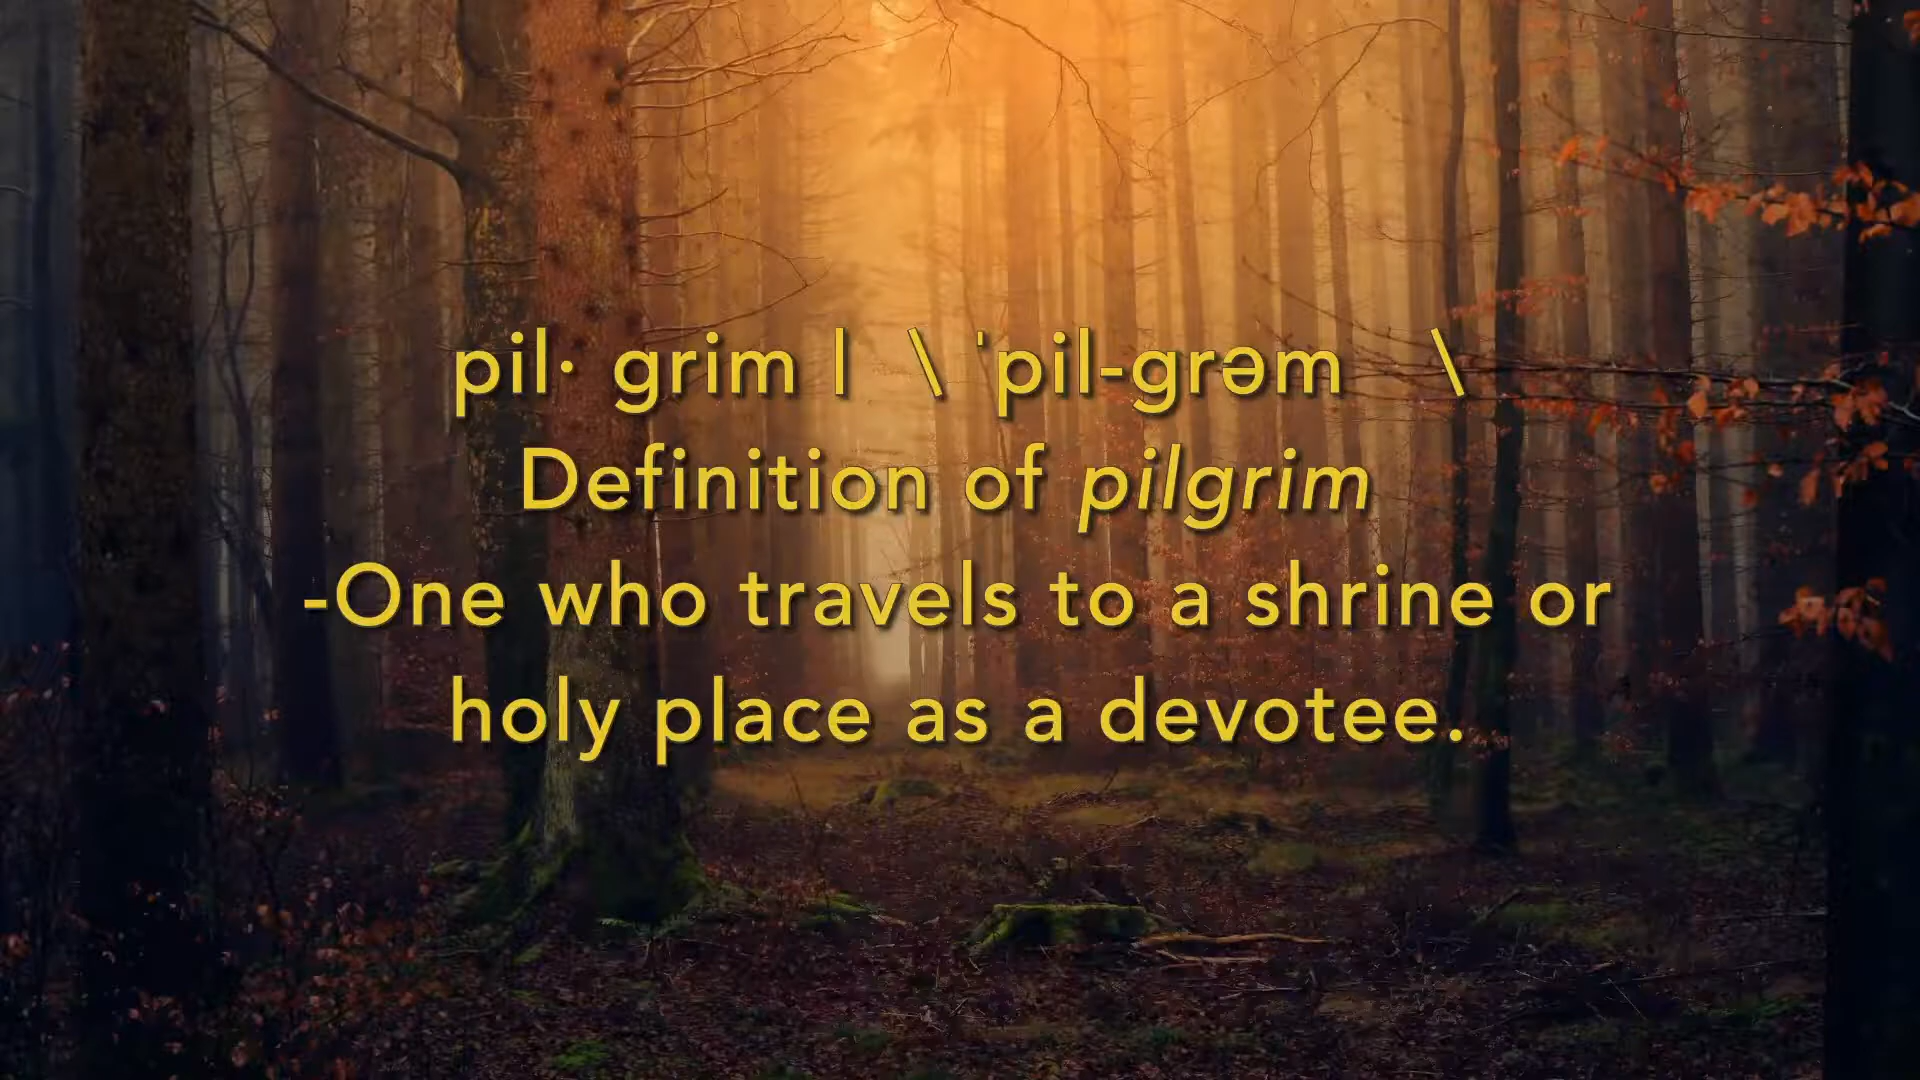 pil· grim | \ ˈpil-grəm \
Definition of pilgrim
-One who travels to a shrine or
holy place as a devotee.